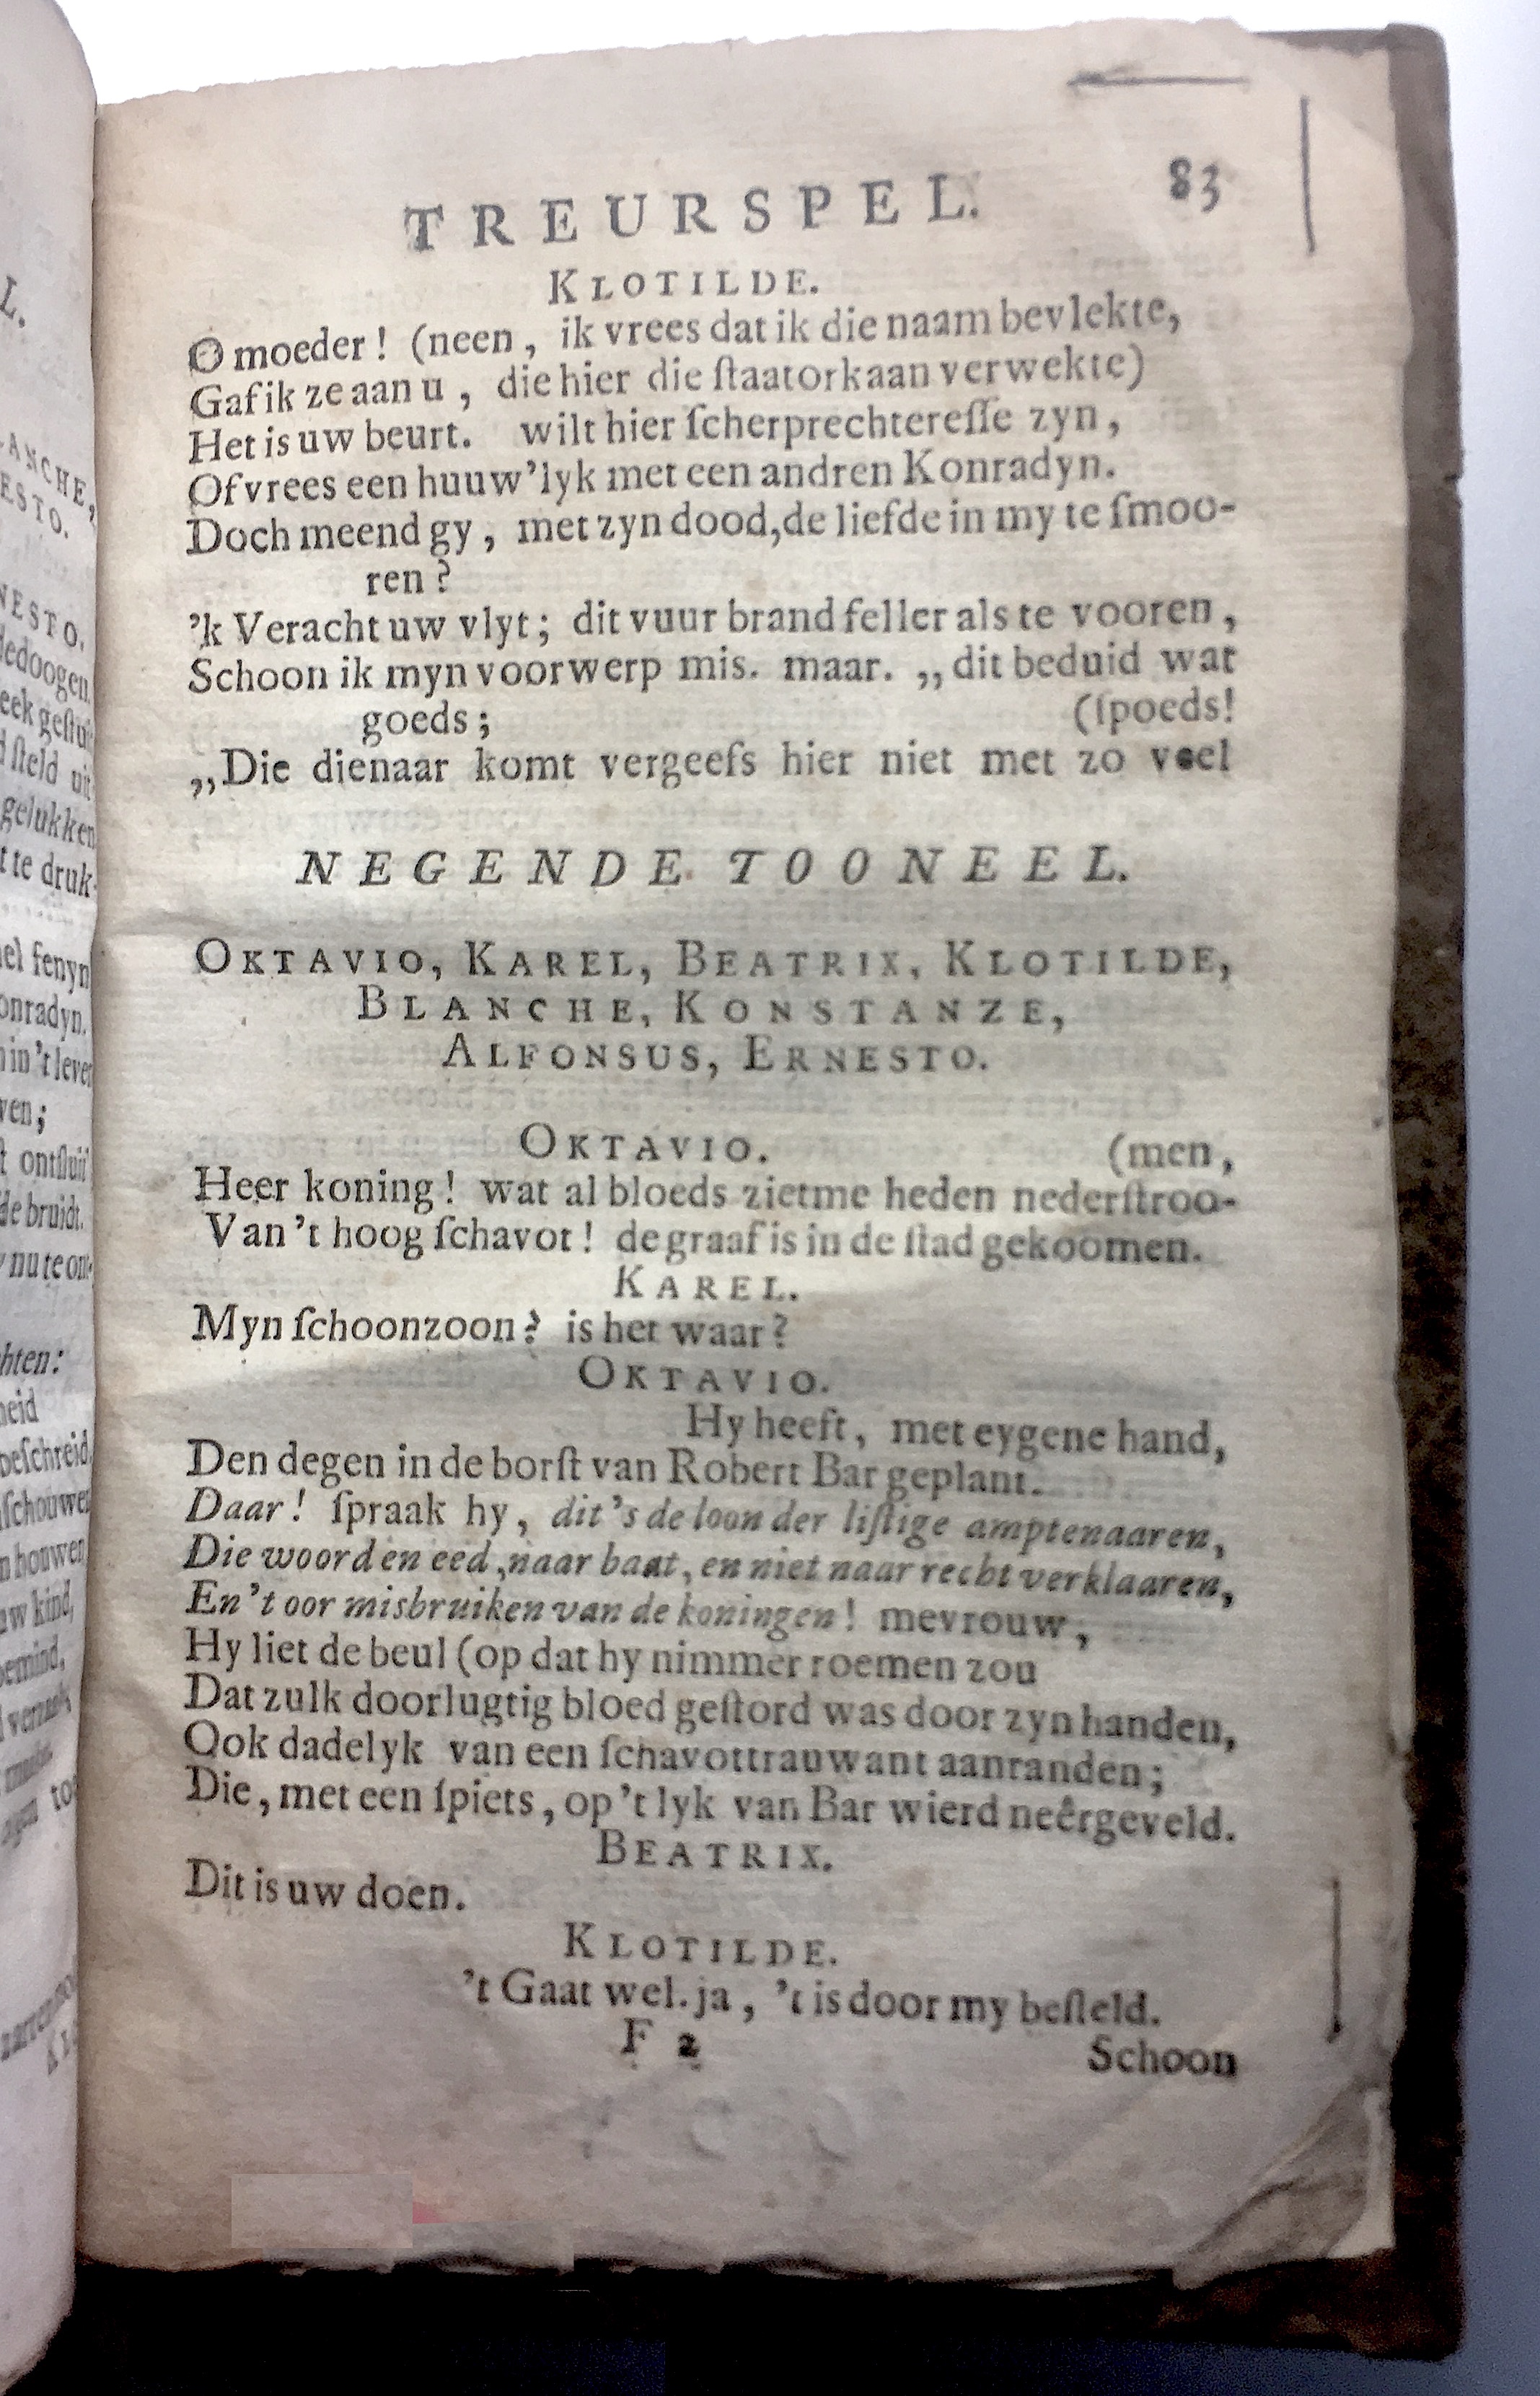 TREURSPEL. 83
KLOTILDE.
O moeder! (neen, ik vrees dat ik die naam bevlekte,
Gaf ik ze aan u, die hier die ſtaatorkaan verwekte)
Het is uw beurt. wilt hier ſcherprechtereſſe zyn,
Of vrees een huuw'lyk met een andren Konradyn.
Doch meend gy, met zyn dood, de liefde in my te ſmoo-
ren?
'k Veracht uw vlyt; dit vuur brand feller als te vooren,
Schoon ik myn voorwerp mis. maar. „dit beduid wat
goeds; (ſpoeds!
„Die dienaar komt vergeefs hier niet met zo veel
NEGENDE TOONEEL.
OKTAVIO, KAREL, BEATRIX, KLOTILDE,
BLANCHE, KONSTANZE,
ALFONSUS, ERNESTO.
OKTAVIO. (men,
Heer koning! wat al bloeds zietme heden nederſtroo-
Van 't hoog ſchavot! de graaf is in de ſtad gekoomen.
KAREL.
Myn ſchoonzoon? is het waar?
OKTAVIO.
Hy heeft, met eygene hand,
Den degen in de borſt van Robert Bar geplant.
Daar! ſpraak hy, dit's de loon der liſtige amptenaaren,
Die woord en eed, naar baat, en niet naar recht verklaaren,
En 't oor misbruiken van de koningen! mevrouw,
Hy liet de beul (op dat hy nimmer roemen zou
Dat zulk doorlugtig bloed geſtord was door zyn handen,
Ook dadelyk van een ſchavottrauwant aanranden;
Die, met een ſpiets, op 't lyk van Bar wierd neêrgeveld.
BEATRIX.
Dit is uw doen.
KLOTILDE.
't Gaat wel. ja, 't is door my beſteld.
F 2 Schoon